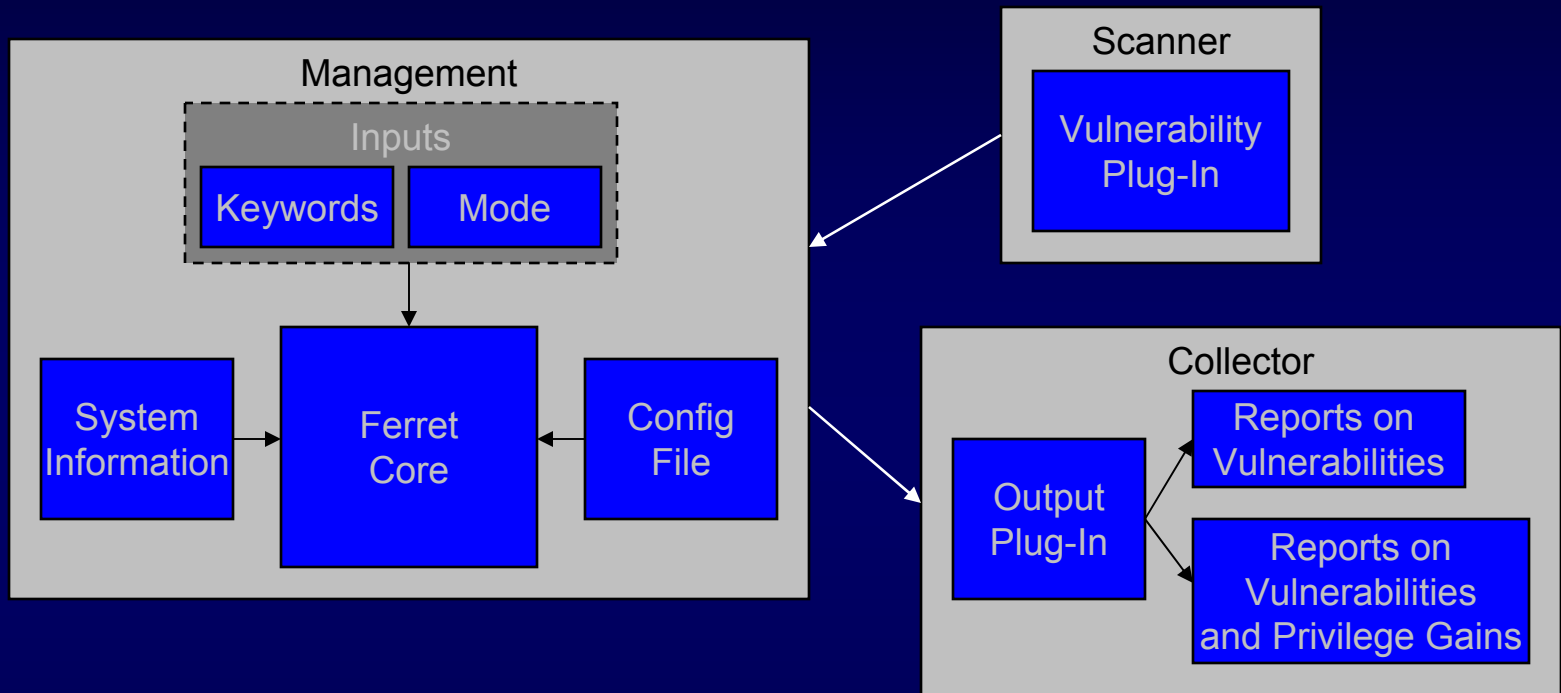 Management
Inputs
Keywords
Mode
System
Information
Ferret
Core
Config
File
Scanner
Vulnerability
Plug-In
Collector
Output
Plug-In
Reports on
Vulnerabilities
Reports on
Vulnerabilities
and Privilege Gains